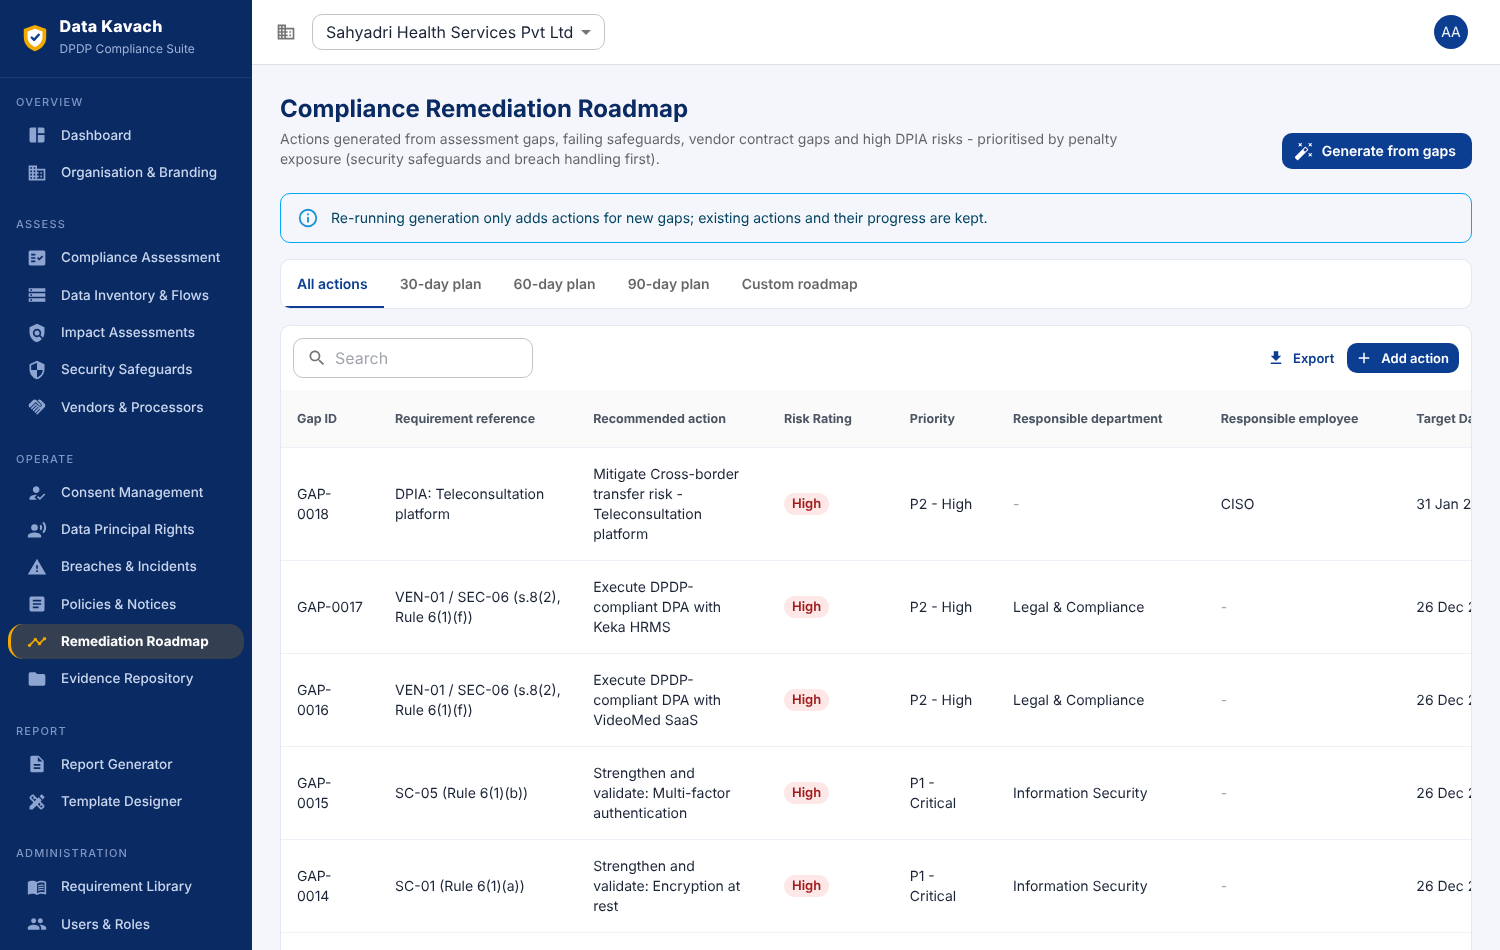 Data Kavach
DPDP Compliance Suite
OVERVIEW
Dashboard
Organisation & Branding
ASSESS
Compliance Assessment
Data Inventory & Flows
Impact Assessments
Security Safeguards
Vendors & Processors
OPERATE
Consent Management
Data Principal Rights
Breaches & Incidents
Policies & Notices
Remediation Roadmap
Evidence Repository
REPORT
Report Generator
Template Designer
ADMINISTRATION
Requirement Library
Users & Roles
Sahyadri Health Services Pvt Ltd
AA
Compliance Remediation Roadmap
Actions generated from assessment gaps, failing safeguards, vendor contract gaps and high DPIA risks - prioritised by penalty
exposure (security safeguards and breach handling first).
Generate from gaps
Re-running generation only adds actions for new gaps; existing actions and their progress are kept.
All actions 30-day plan 60-day plan 90-day plan Custom roadmap
Search
Export
Add action
Gap ID Requirement reference Recommended action Risk Rating Priority Responsible department Responsible employee Target
GAP-
0018
DPIA: Teleconsultation
platform
Mitigate Cross-border
transfer risk -
Teleconsultation
platform
High
P2 - High
-
CISO
31 Jan
GAP-0017
VEN-01 / SEC-06 (s.8(2),
Rule 6(1)(f))
Execute DPDP-
compliant DPA with
Keka HRMS
High
P2 - High
Legal & Compliance
-
26 Dec
GAP-
0016
VEN-01 / SEC-06 (s.8(2),
Rule 6(1)(f))
Execute DPDP-
compliant DPA with
VideoMed SaaS
High
P2 - High
Legal & Compliance
-
26 Dec
GAP-
0015
SC-05 (Rule 6(1)(b))
Strengthen and
validate: Multi-factor
authentication
High
P1 -
Critical
Information Security
-
26 Dec
GAP-
0014
SC-01 (Rule 6(1)(a))
Strengthen and
validate: Encryption at
rest
High
P1 -
Critical
Information Security
-
26 Dec